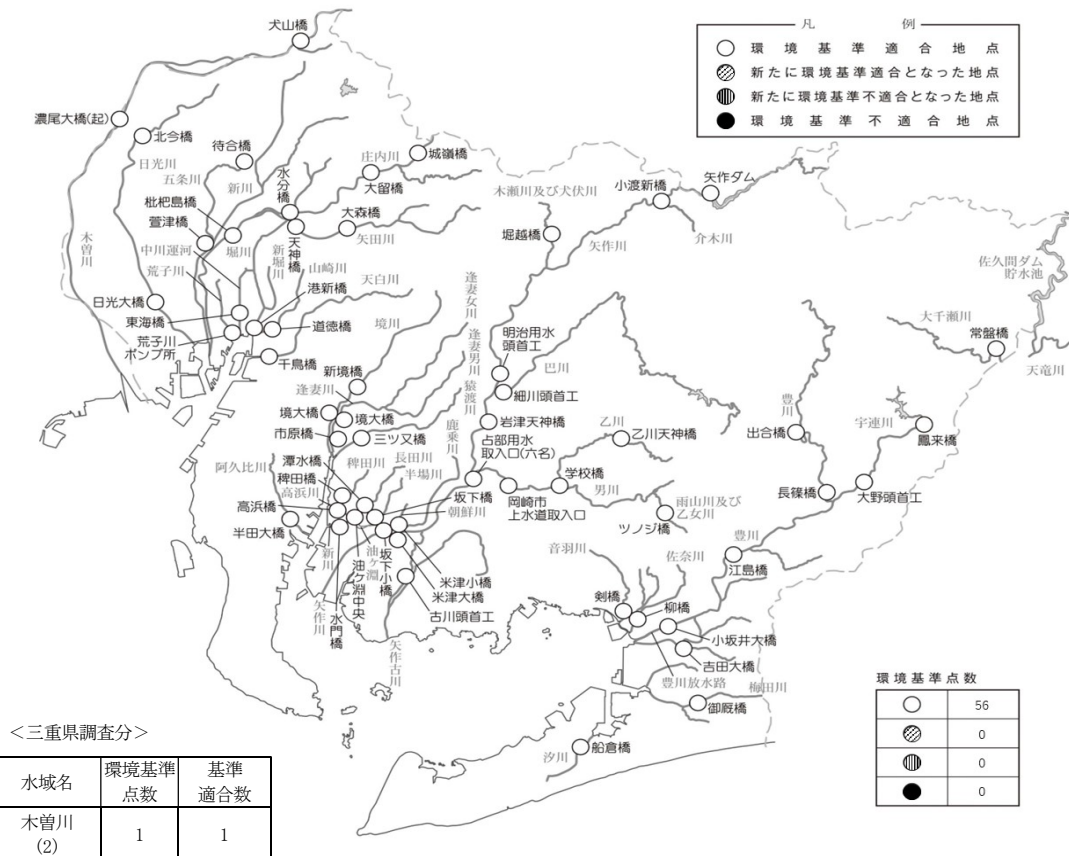 凡例
環境基準適合地点
新たに環境基準適合となった地点
新たに環境基準不適合となった地点
環境基準不適合地点
犬山橋
濃尾大橋(起)
北今橋
日光川
待合橋
五条川
新川
枇杷島橋
萱津橋
中川運河
荒子川
堀川
新堀川
水分橋
天神橋
庄内川
城嶺橋
大留橋
大森橋
矢田川
山崎川
天白川
港新橋
道徳橋
木曽川
日光大橋
東海橋
荒子川
ポンプ所
千鳥橋
境川
新境橋
逢妻女川
逢妻男川
猿渡川
逢妻川
境大橋
境大橋
市原橋
三ツ又橋
鹿乗川
長田川
稗田川
半場川
潭水橋
稗田橋
阿久比川
高浜川
高浜橋
半田大橋
新川
油ケ淵
坂下橋
朝鮮川
坂下小橋
油ケ淵中央
水門橋
米津小橋
米津大橋
古川頭首工
矢作川
矢作古川
木瀬川及び犬伏川
堀越橋
小渡新橋
矢作ダム
介木川
矢作川
明治用水
頭首工
巴川
細川頭首工
岩津天神橋
占部用水
取入口(六名)
乙川
乙川天神橋
学校橋
岡崎市
上水道取入口
男川
雨山川及び
乙女川
ツノジ橋
佐久間ダム
貯水池
大千瀬川
常盤橋
天竜川
豊川
宇連川
出合橋
鳳来橋
長篠橋
大野頭首工
豊川
江島橋
音羽川
佐奈川
剣橋
柳橋
小坂井大橋
吉田大橋
豊川放水路
梅田川
御厩橋
船倉橋
汐川
環境基準点数
56
0
0
0
<三重県調査分>
水域名 環境基準点数 基準適合数
木曽川(2) 1 1